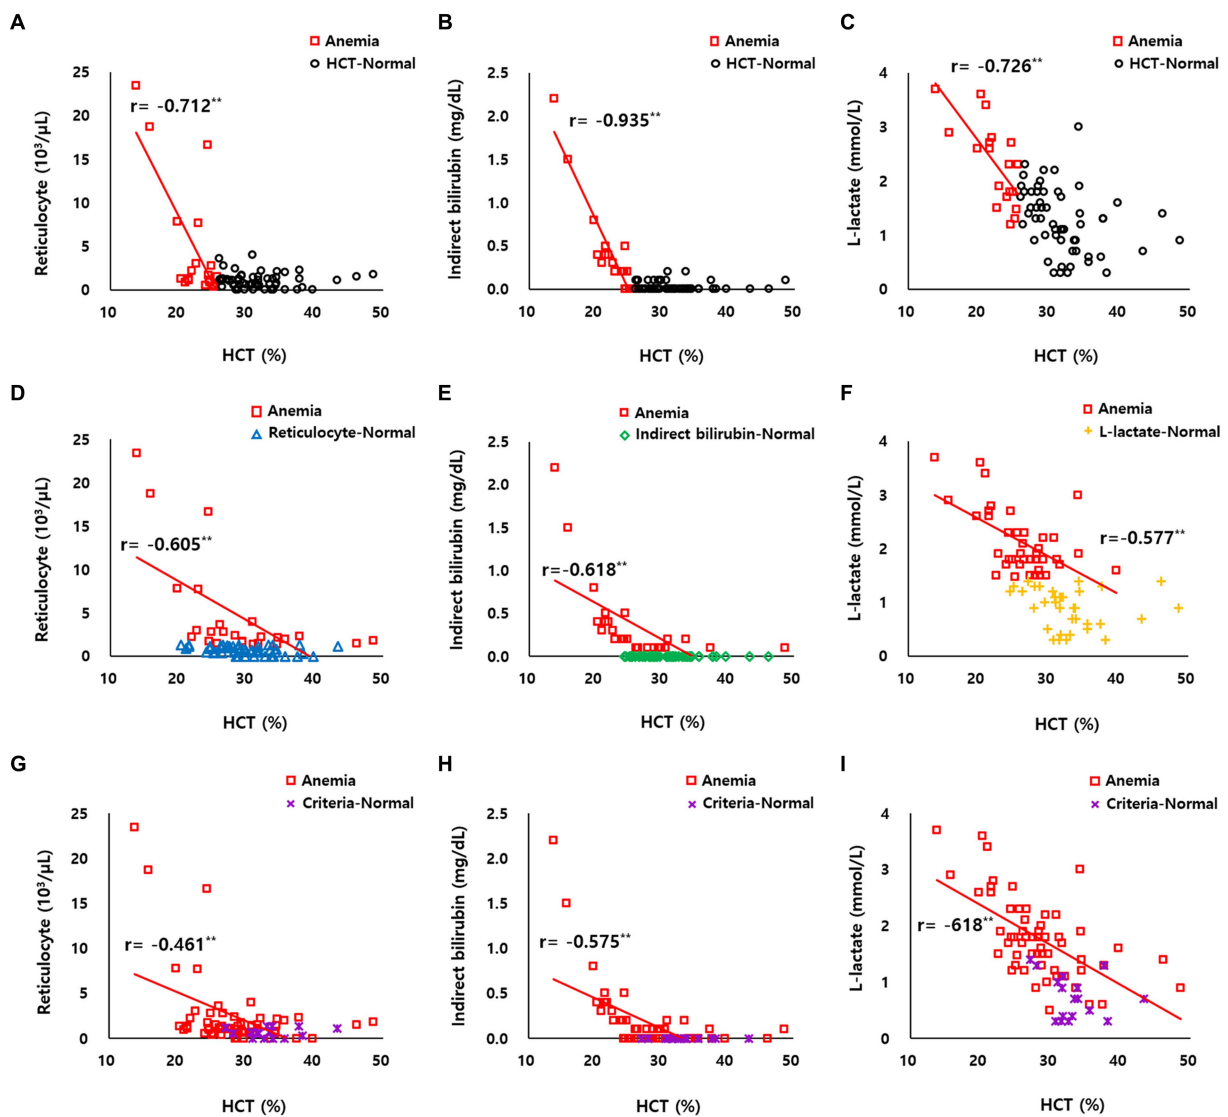 A
Anemia
HCT-Normal
Reticulocyte (10³/μL)
25
20
15
10
5
0
r= -0.712**
10 20 30 40 50
HCT (%)
B
Anemia
HCT-Normal
Indirect bilirubin (mg/dL)
2.5
2.0
1.5
1.0
0.5
0.0
r= -0.935**
10 20 30 40 50
HCT (%)
C
Anemia
HCT-Normal
L-lactate (mmol/L)
4
3
2
1
0
r= -0.726**
10 20 30 40 50
HCT (%)
D
Anemia
Reticulocyte-Normal
Reticulocyte (10³/μL)
25
20
15
10
5
0
r= -0.605**
10 20 30 40 50
HCT (%)
E
Anemia
Indirect bilirubin-Normal
Indirect bilirubin (mg/dL)
2.5
2.0
1.5
1.0
0.5
0.0
r=-0.618**
10 20 30 40 50
HCT (%)
F
Anemia
L-lactate-Normal
L-lactate (mmol/L)
4
3
2
1
0
r=-0.577**
10 20 30 40 50
HCT (%)
G
Anemia
Criteria-Normal
Reticulocyte (10³/μL)
25
20
15
10
5
0
r= -0.461**
10 20 30 40 50
HCT (%)
H
Anemia
Criteria-Normal
Indirect bilirubin (mg/dL)
2.5
2.0
1.5
1.0
0.5
0.0
r= -0.575**
10 20 30 40 50
HCT (%)
I
Anemia
Criteria-Normal
L-lactate (mmol/L)
4
3
2
1
0
r= -618**
10 20 30 40 50
HCT (%)